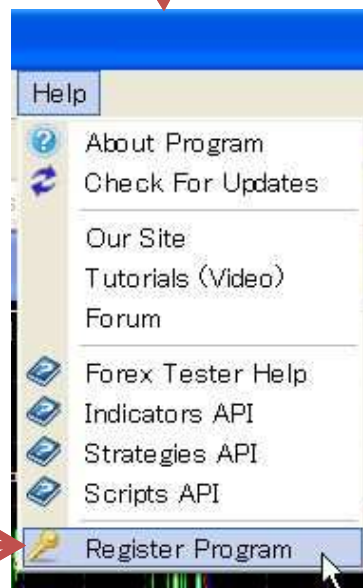 Help
About Program
Check For Updates
Our Site
Tutorials (Video)
Forum
Forex Tester Help
Indicators API
Strategies API
Scripts API
Register Program